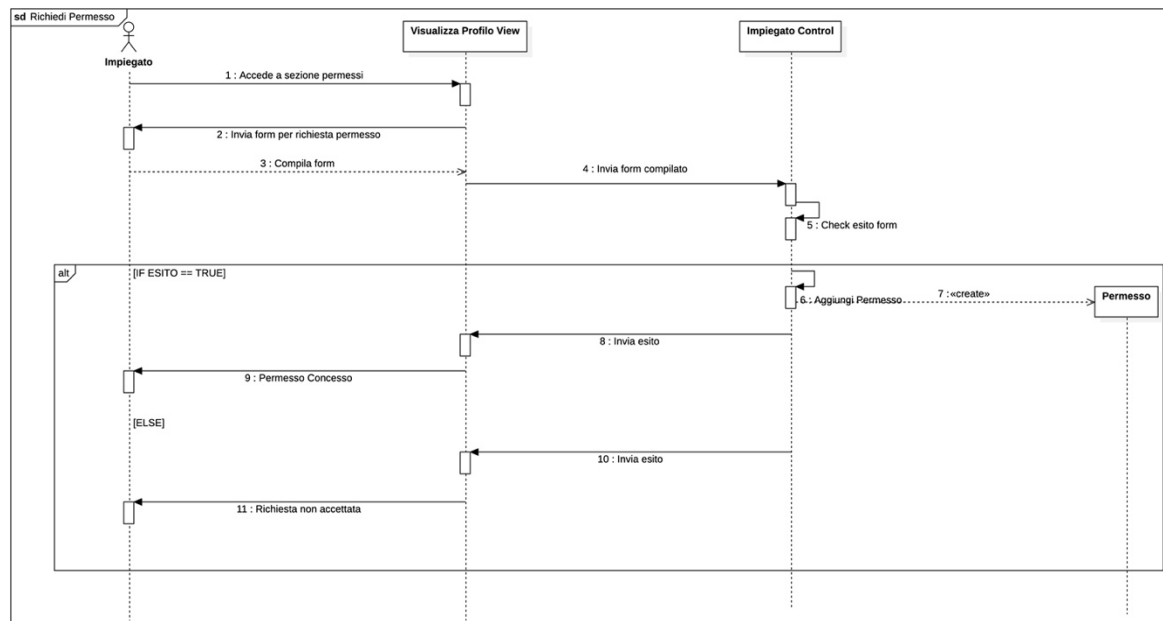 sd Richiedi Permesso
Impiegato
Visualizza Profilo View
Impiegato Control
1 : Accede a sezione permessi
2 : Invia form per richiesta permesso
3 : Compila form
4 : Invia form compilato
5 : Check esito form
alt
[IF ESITO == TRUE]
6 : Aggiungi Permesso
7 :«create»
Permesso
8 : Invia esito
9 : Permesso Concesso
[ELSE]
10 : Invia esito
11 : Richiesta non accettata